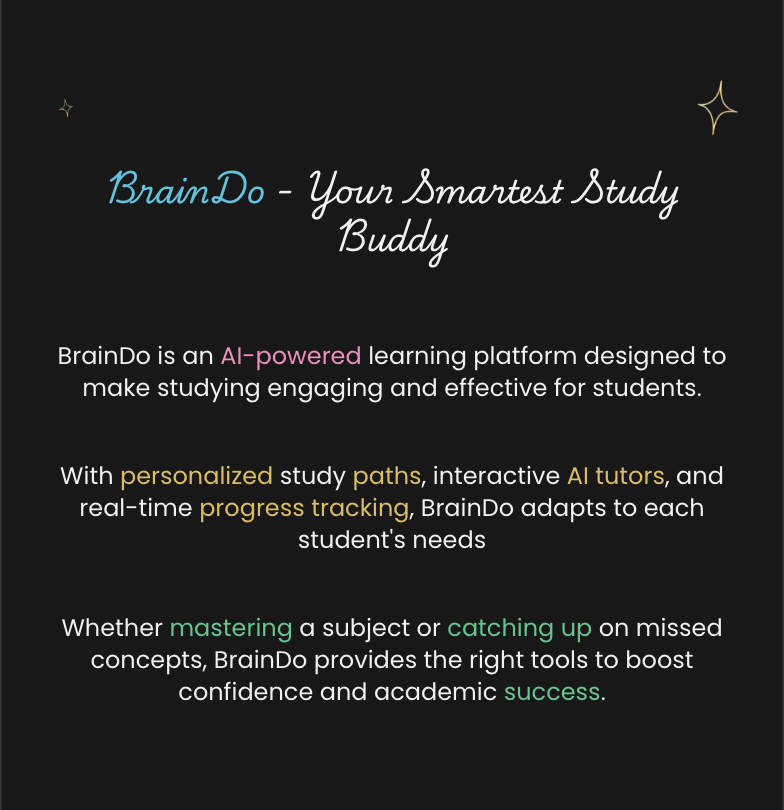 BrainDo - Your Smartest Study
Buddy
BrainDo is an AI-powered learning platform designed to
make studying engaging and effective for students.
With personalized study paths, interactive AI tutors, and
real-time progress tracking, BrainDo adapts to each
student's needs
Whether mastering a subject or catching up on missed
concepts, BrainDo provides the right tools to boost
confidence and academic success.